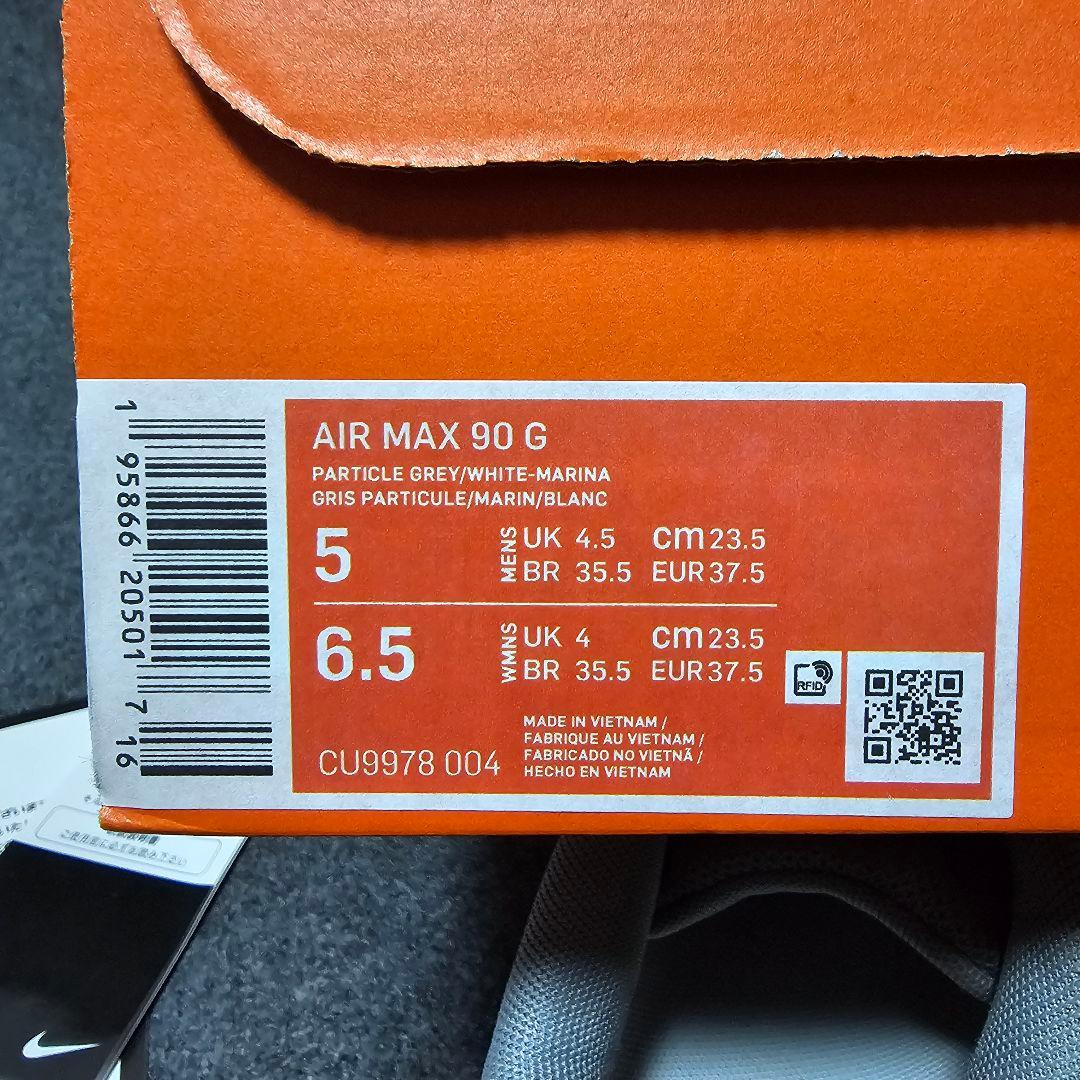 AIR MAX 90 G
PARTICLE GREY/WHITE-MARINA
GRIS PARTICULE/MARIN/BLANC
5
MENS
UK 4.5 cm 23.5
BR 35.5 EUR 37.5
6.5
WMNS
UK 4 cm 23.5
BR 35.5 EUR 37.5
RFID
CU9978 004
MADE IN VIETNAM /
FABRIQUE AU VIETNAM /
FABRICADO NO VIETNÃ /
HECHO EN VIETNAM
1 95866 20501 7 16